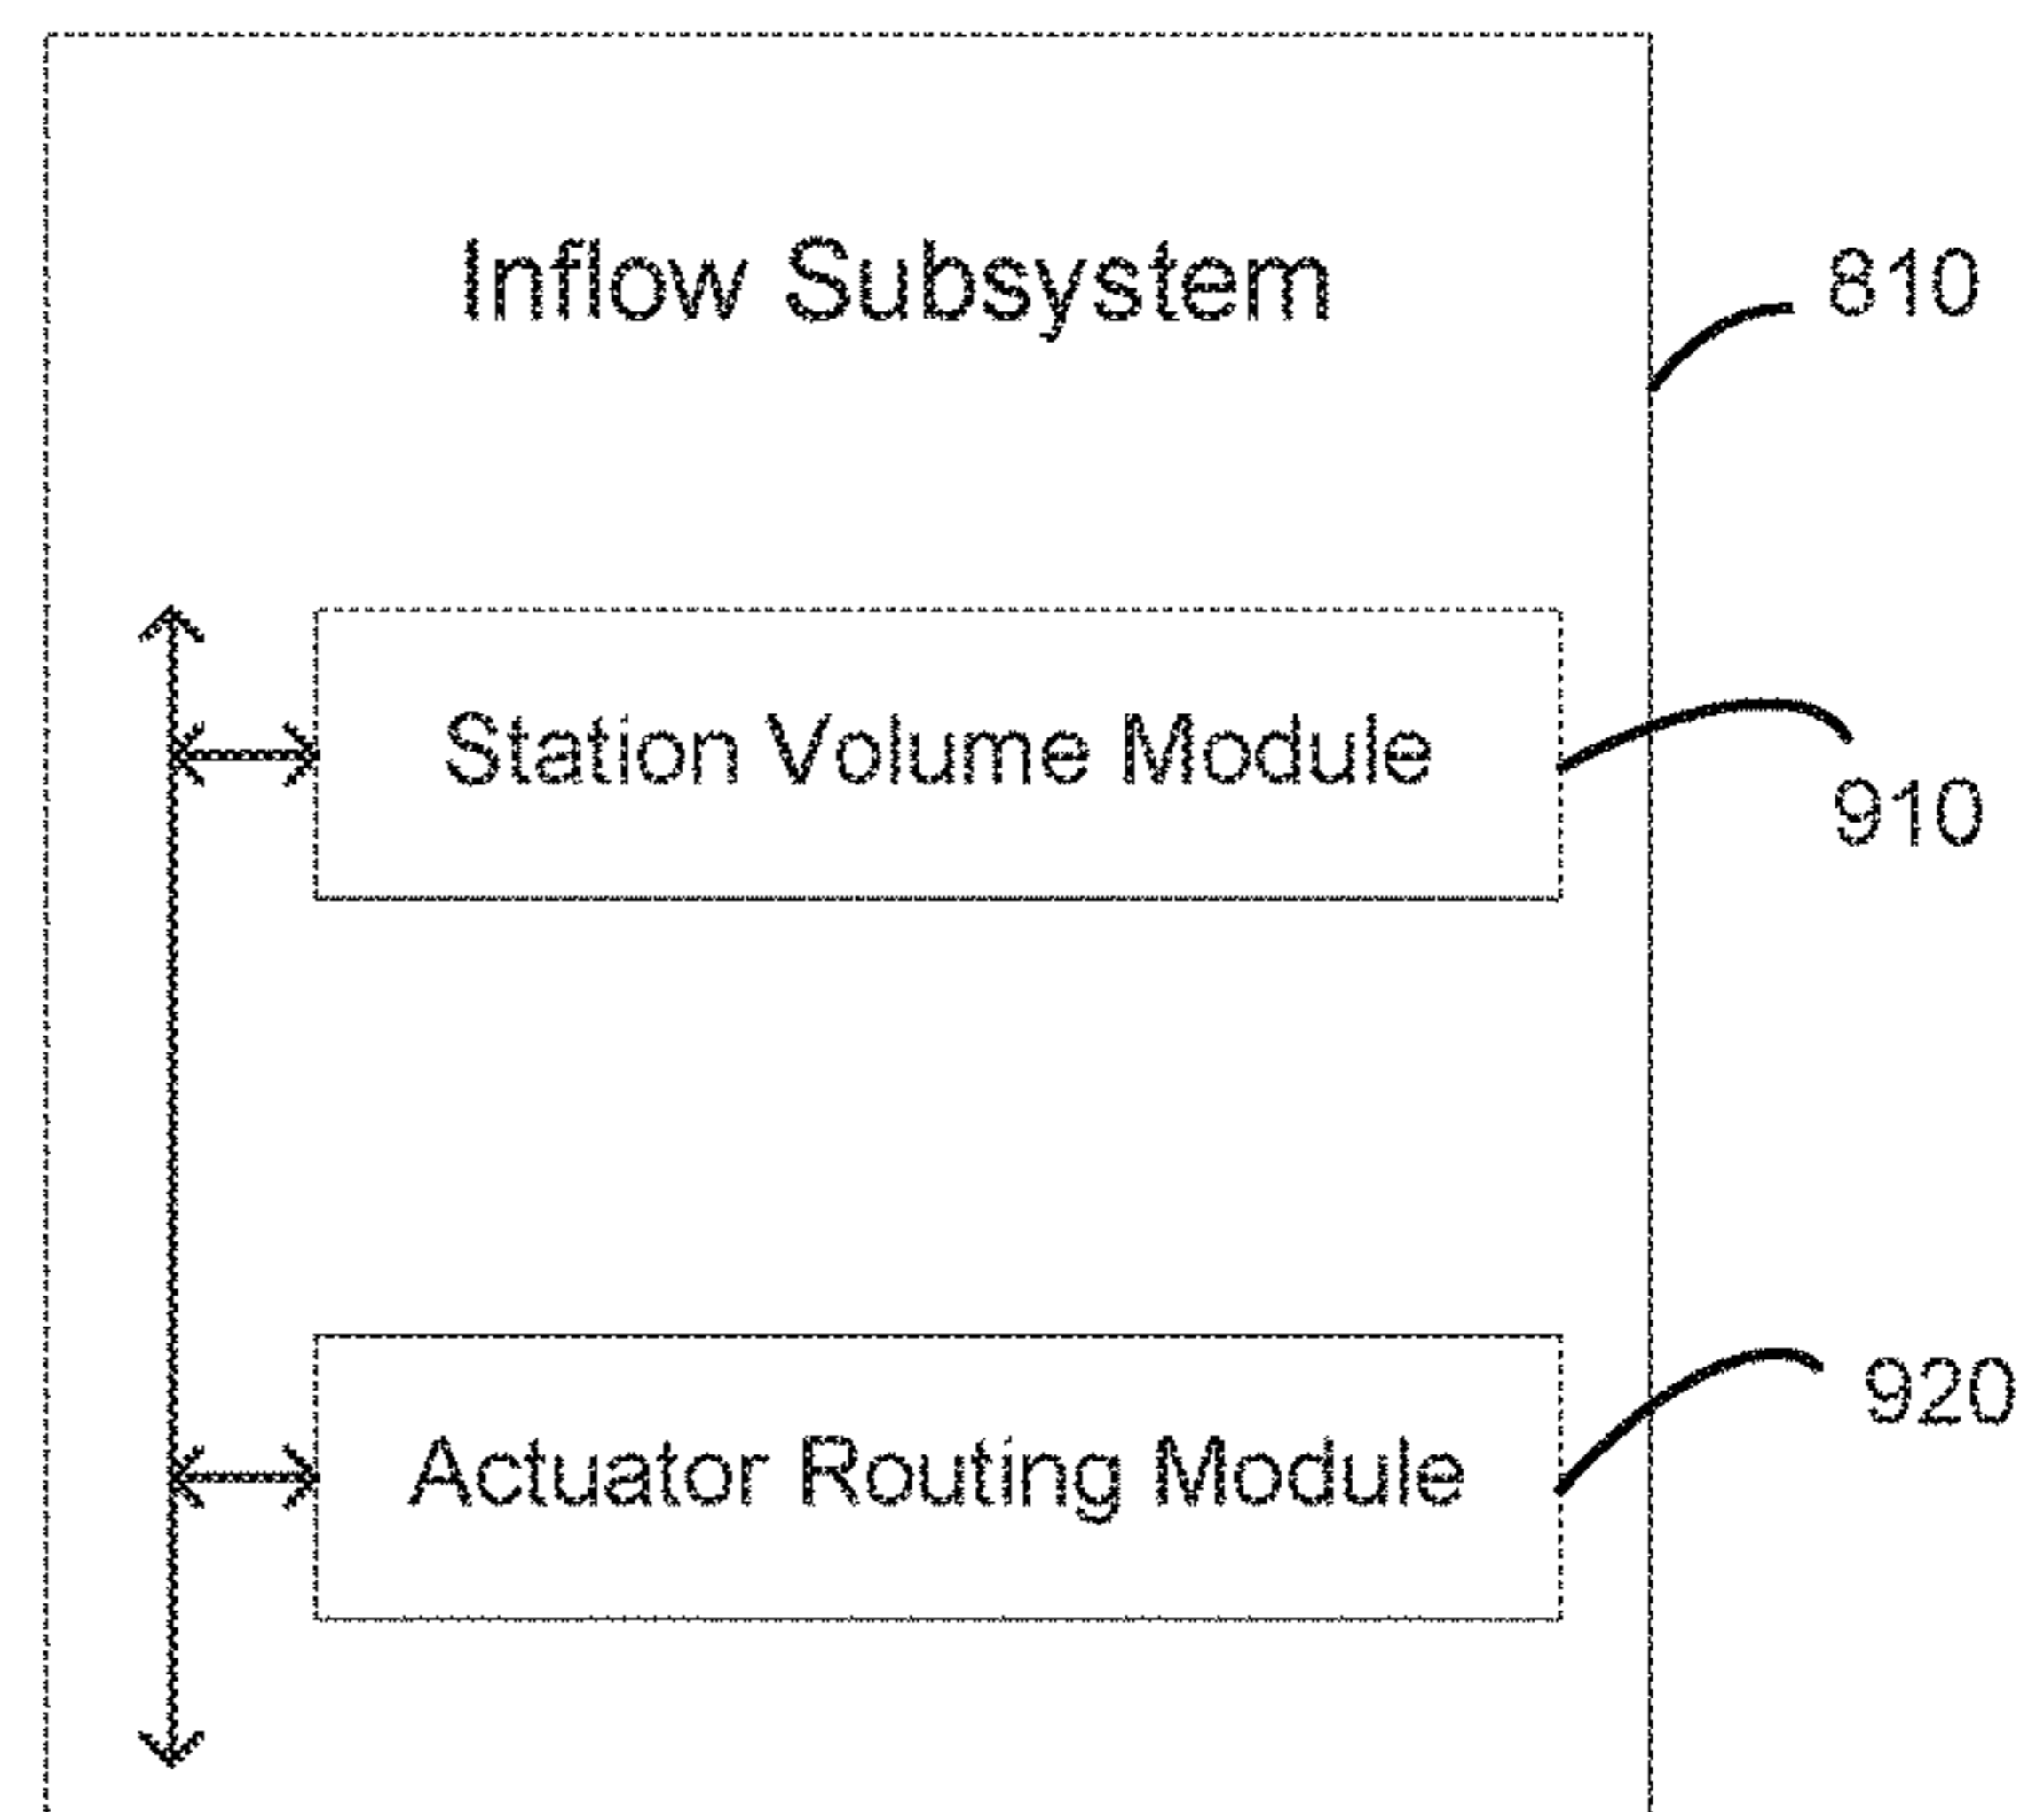 Inflow Subsystem
810
Station Volume Module
910
Actuator Routing Module
920